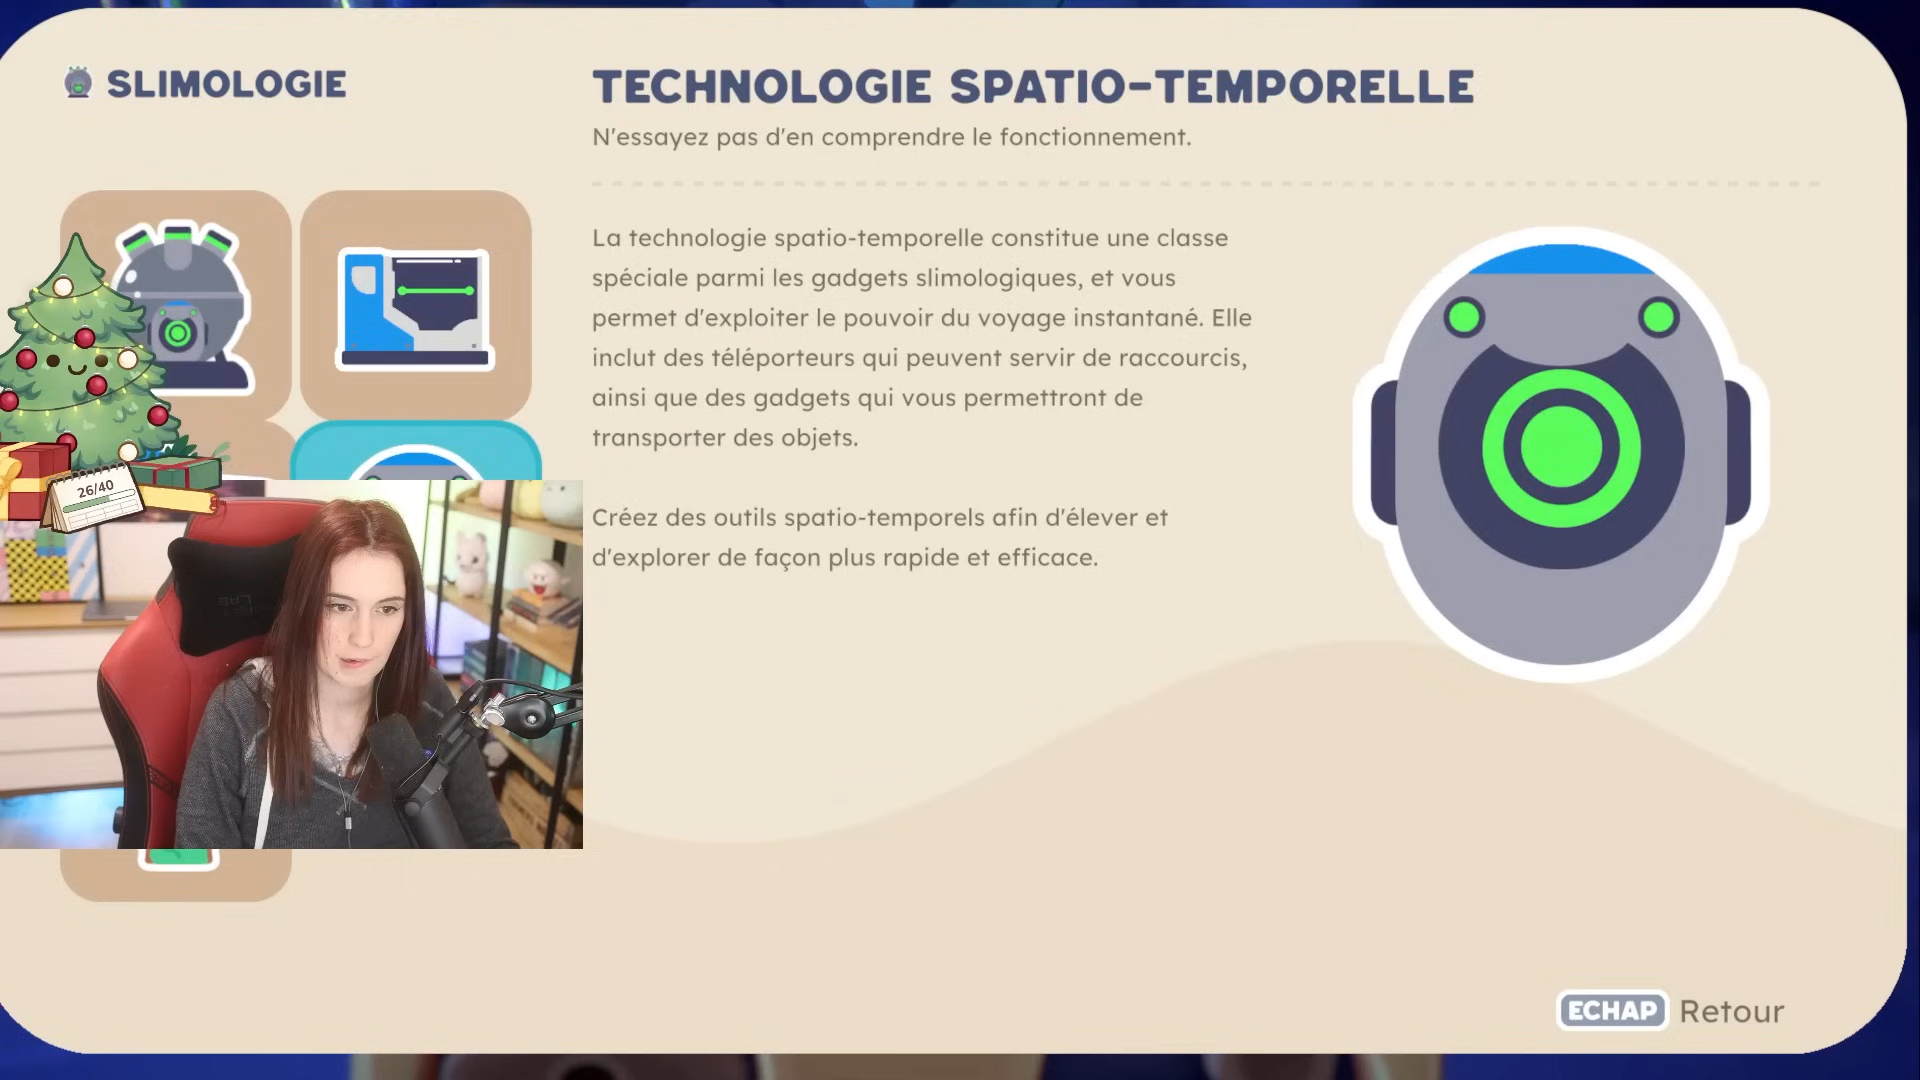 SLIMOLOGIE
TECHNOLOGIE SPATIO-TEMPORELLE
N'essayez pas d'en comprendre le fonctionnement.
La technologie spatio-temporelle constitue une classe
spéciale parmi les gadgets slimologiques, et vous
permet d'exploiter le pouvoir du voyage instantané. Elle
inclut des téléporteurs qui peuvent servir de raccourcis,
ainsi que des gadgets qui vous permettront de
transporter des objets.
Créez des outils spatio-temporels afin d'élever et
d'explorer de façon plus rapide et efficace.
26/40
ECHAP Retour